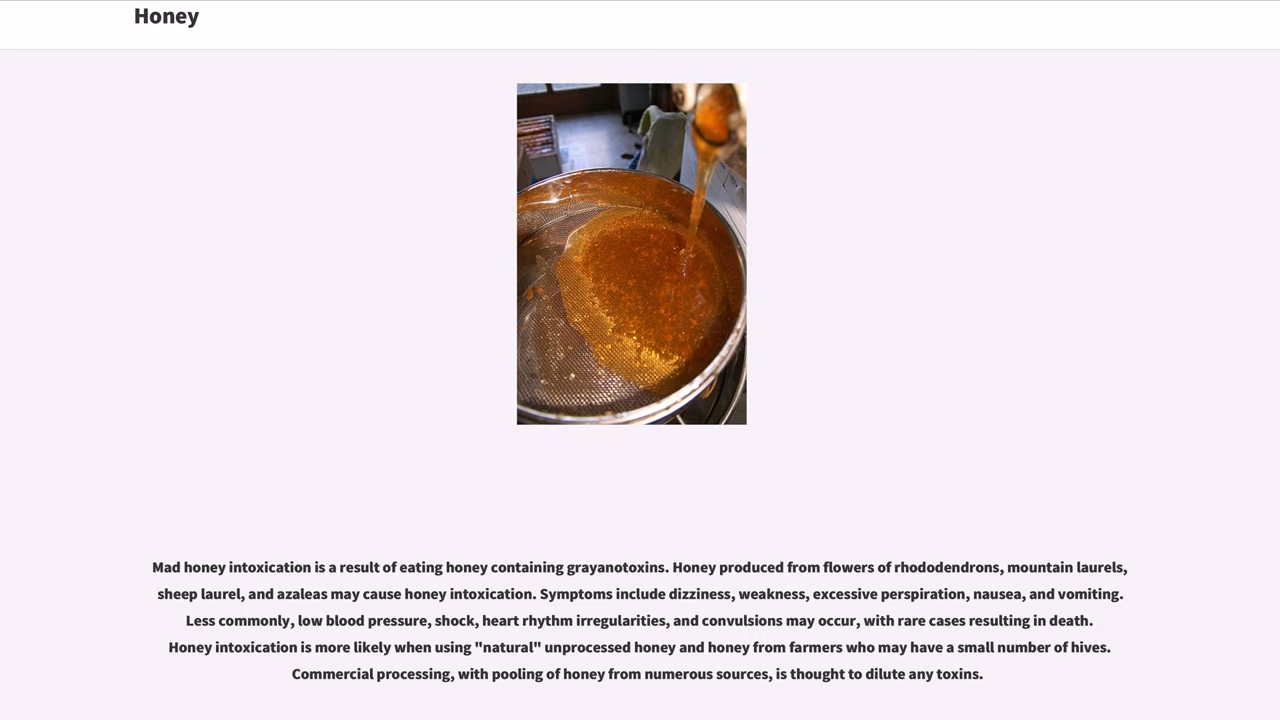 Honey
Mad honey intoxication is a result of eating honey containing grayanotoxins. Honey produced from flowers of rhododendrons, mountain laurels,
sheep laurel, and azaleas may cause honey intoxication. Symptoms include dizziness, weakness, excessive perspiration, nausea, and vomiting.
Less commonly, low blood pressure, shock, heart rhythm irregularities, and convulsions may occur, with rare cases resulting in death.
Honey intoxication is more likely when using "natural" unprocessed honey and honey from farmers who may have a small number of hives.
Commercial processing, with pooling of honey from numerous sources, is thought to dilute any toxins.